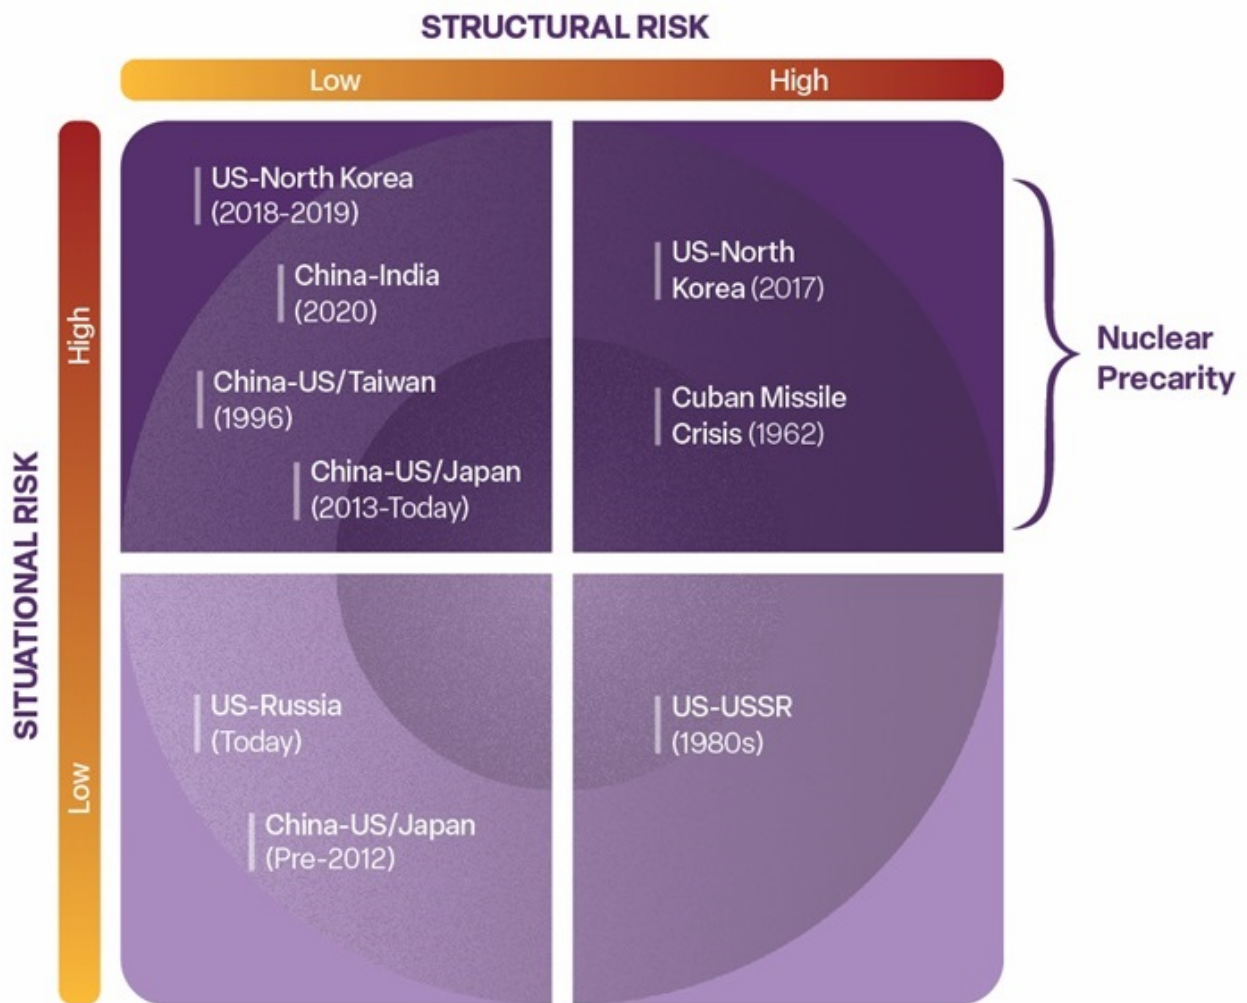 STRUCTURAL RISK
Low
High
SITUATIONAL RISK
High
Low
US-North Korea
(2018-2019)
China-India
(2020)
China-US/Taiwan
(1996)
China-US/Japan
(2013-Today)
US-North
Korea (2017)
Cuban Missile
Crisis (1962)
Nuclear
Precarity
US-Russia
(Today)
China-US/Japan
(Pre-2012)
US-USSR
(1980s)